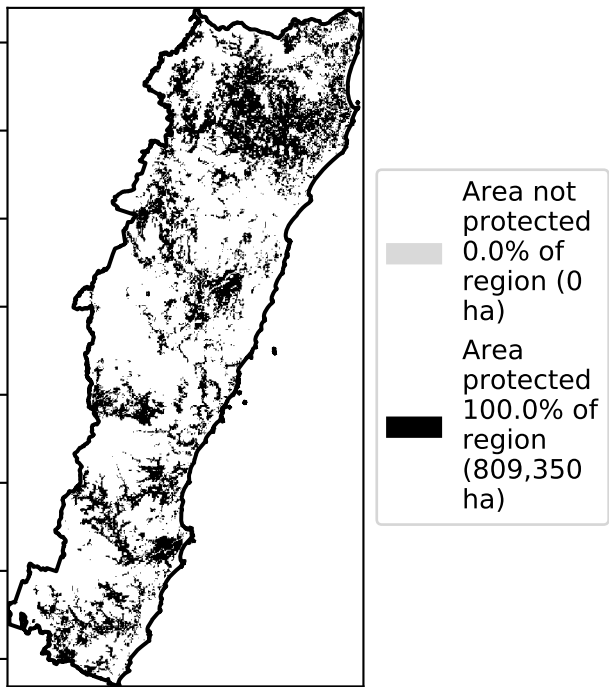 Area not
protected
0.0% of
region (0
ha)
Area
protected
100.0% of
region
(809,350
ha)